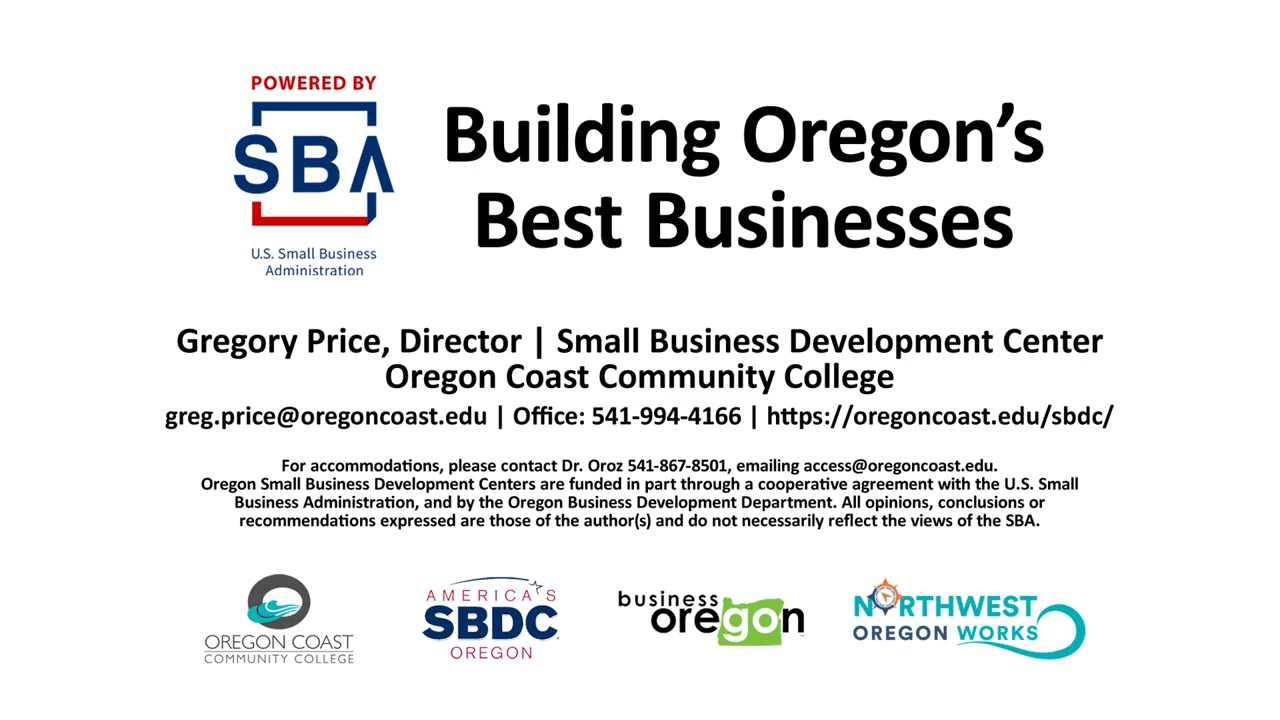 POWERED BY
SBA
U.S. Small Business
Administration
Building Oregon’s
Best Businesses
Gregory Price, Director | Small Business Development Center
Oregon Coast Community College
greg.price@oregoncoast.edu | Office: 541-994-4166 | https://oregoncoast.edu/sbdc/
For accommodations, please contact Dr. Oroz 541-867-8501, emailing access@oregoncoast.edu.
Oregon Small Business Development Centers are funded in part through a cooperative agreement with the U.S. Small
Business Administration, and by the Oregon Business Development Department. All opinions, conclusions or
recommendations expressed are those of the author(s) and do not necessarily reflect the views of the SBA.
OREGON COAST
COMMUNITY COLLEGE
AMERICA'S
SBDC
OREGON
business
oregon
NORTHWEST
OREGON WORKS